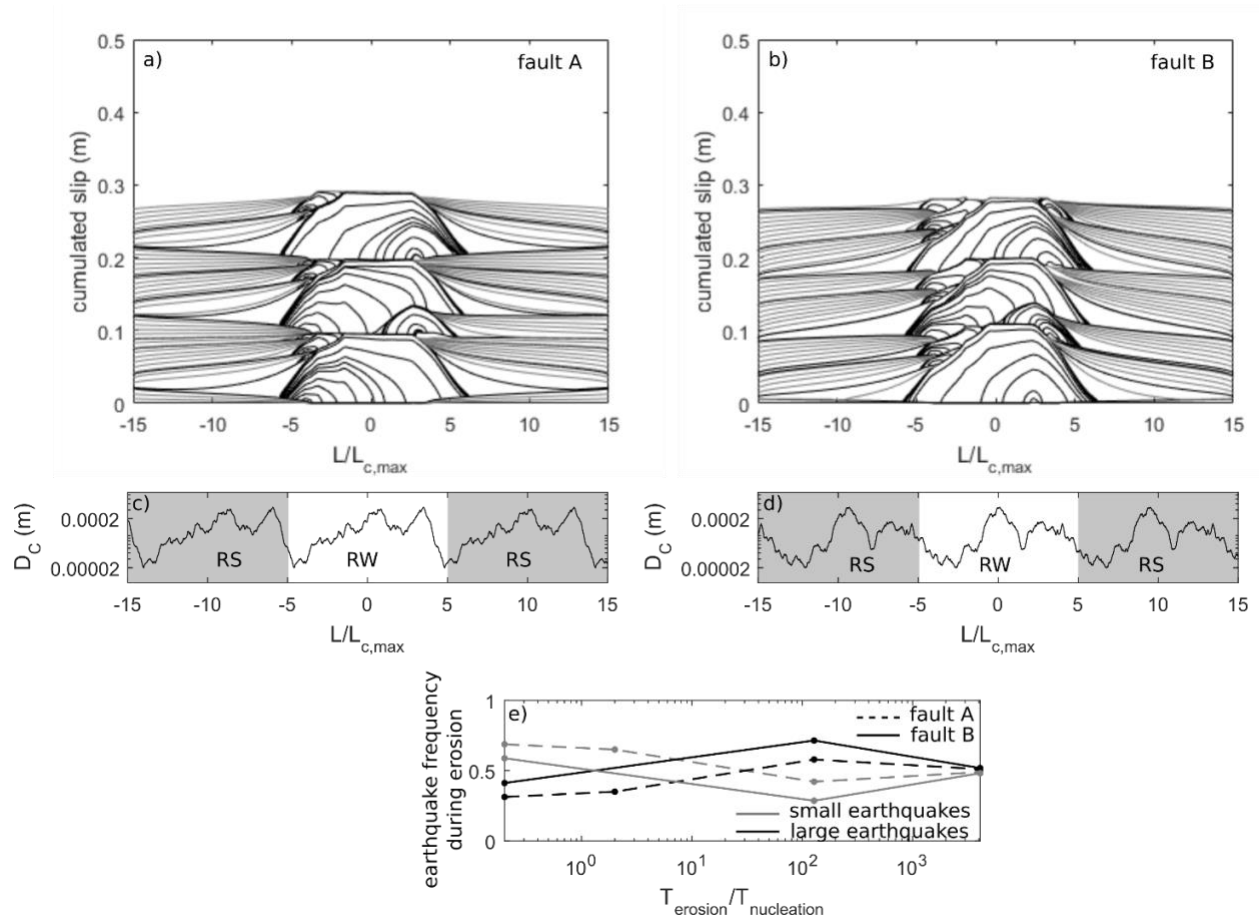 a) fault A
0.5
0.4
0.3
0.2
0.1
0
cumulated slip (m)
-15 -10 -5 0 5 10 15
L/Lc,max
b) fault B
0.5
0.4
0.3
0.2
0.1
0
cumulated slip (m)
-15 -10 -5 0 5 10 15
L/Lc,max
c)
0.0002
0.00002
DC (m)
RS RW RS
-15 -10 -5 0 5 10 15
L/Lc,max
d)
0.0002
0.00002
DC (m)
RS RW RS
-15 -10 -5 0 5 10 15
L/Lc,max
e)
1
0.5
0
earthquake frequency
during erosion
fault A
fault B
small earthquakes
large earthquakes
10^0 10^1 10^2 10^3
Terosion/Tnucleation